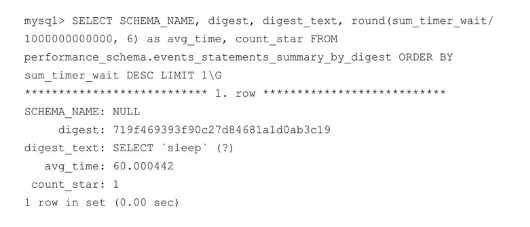 mysql> SELECT SCHEMA_NAME, digest, digest_text, round(sum_timer_wait/
1000000000000, 6) as avg_time, count_star FROM
performance_schema.events_statements_summary_by_digest ORDER BY
sum_timer_wait DESC LIMIT 1\G
*************************** 1. row ***************************
SCHEMA_NAME: NULL
digest: 719f469393f90c27d84681a1d0ab3c19
digest_text: SELECT `sleep` (?)
avg_time: 60.000442
count_star: 1
1 row in set (0.00 sec)